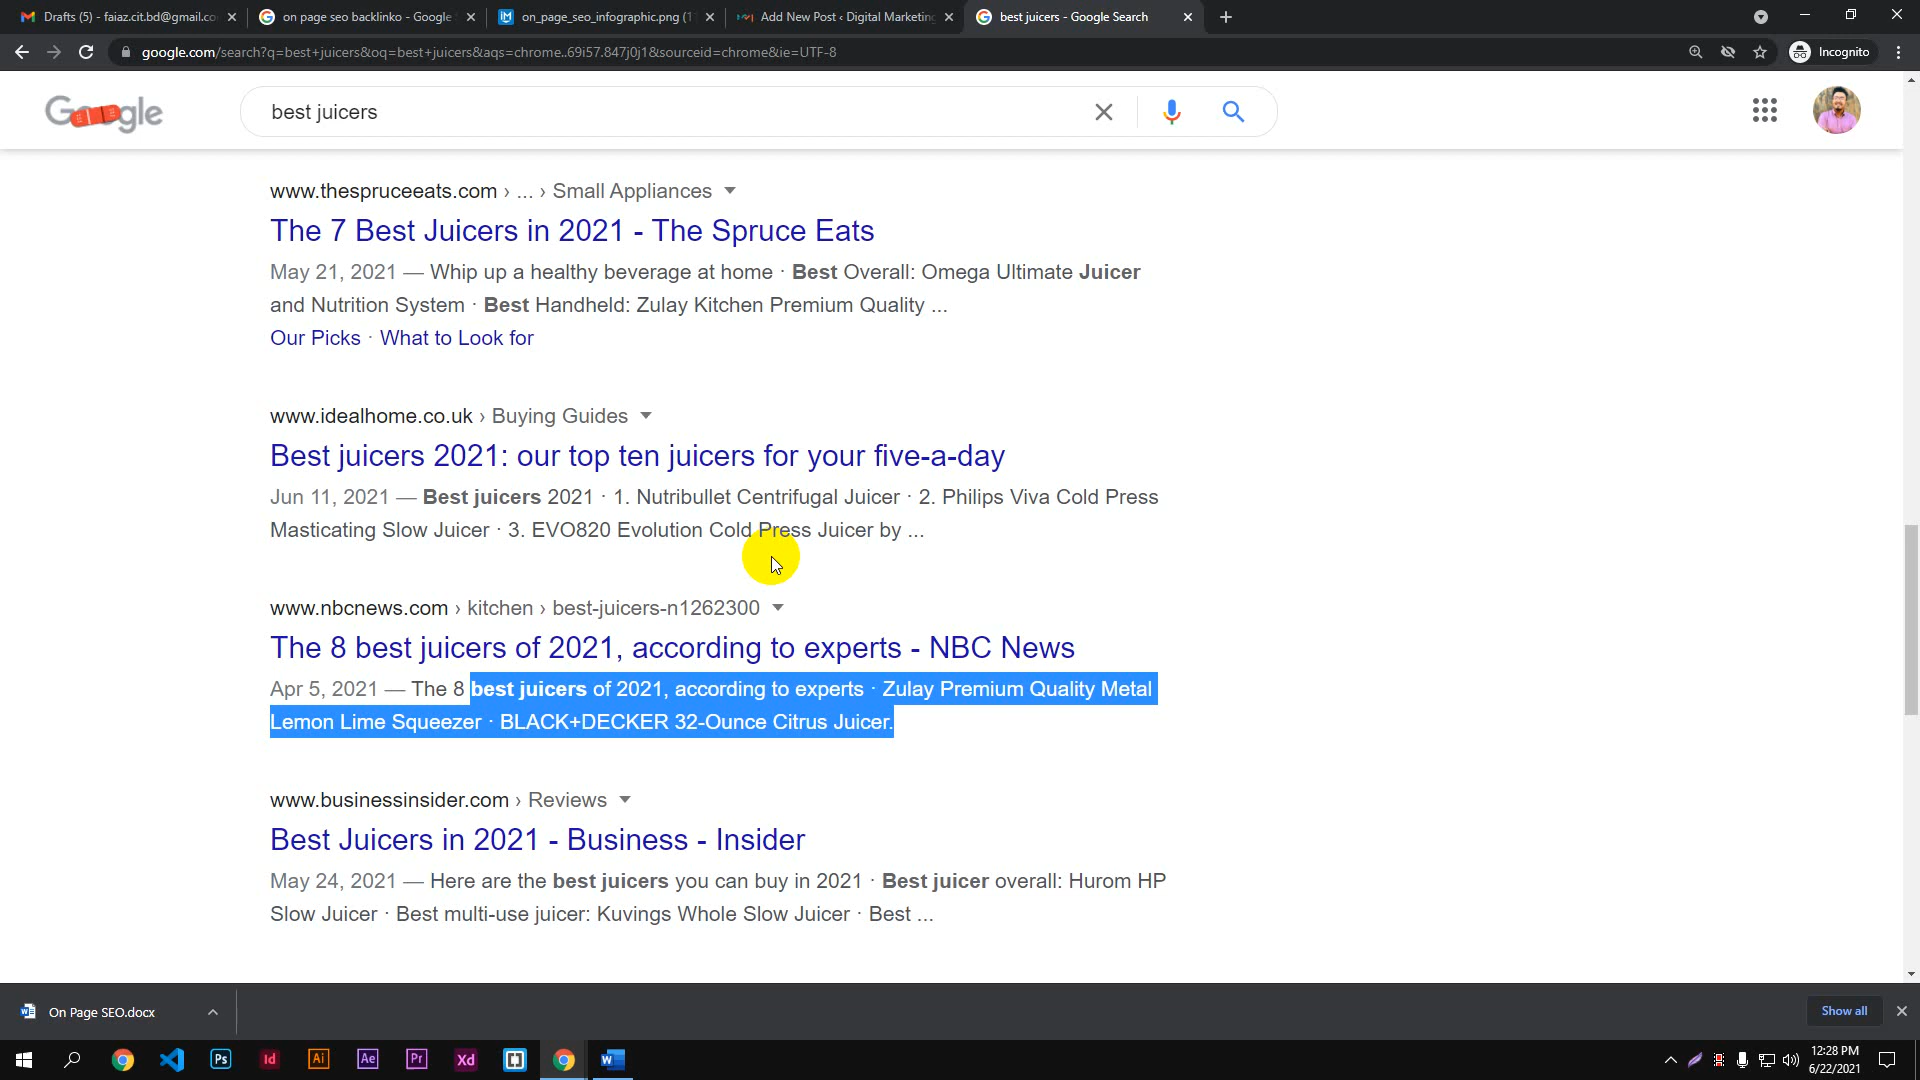 Drafts (5) - faiaz.cit.bd@gmail.co
on page seo backlinko - Google
on_page_seo_infographic.png (1
Add New Post ‹ Digital Marketing
best juicers - Google Search
google.com/search?q=best+juicers&oq=best+juicers&aqs=chrome..69i57.847j0j1&sourceid=chrome&ie=UTF-8
Incognito
Google
best juicers
www.thespruceeats.com › ... › Small Appliances
The 7 Best Juicers in 2021 - The Spruce Eats
May 21, 2021 — Whip up a healthy beverage at home · Best Overall: Omega Ultimate Juicer
and Nutrition System · Best Handheld: Zulay Kitchen Premium Quality ...
Our Picks · What to Look for
www.idealhome.co.uk › Buying Guides
Best juicers 2021: our top ten juicers for your five-a-day
Jun 11, 2021 — Best juicers 2021 · 1. Nutribullet Centrifugal Juicer · 2. Philips Viva Cold Press
Masticating Slow Juicer · 3. EVO820 Evolution Cold Press Juicer by ...
www.nbcnews.com › kitchen › best-juicers-n1262300
The 8 best juicers of 2021, according to experts - NBC News
Apr 5, 2021 — The 8 best juicers of 2021, according to experts · Zulay Premium Quality Metal
Lemon Lime Squeezer · BLACK+DECKER 32-Ounce Citrus Juicer.
www.businessinsider.com › Reviews
Best Juicers in 2021 - Business - Insider
May 24, 2021 — Here are the best juicers you can buy in 2021 · Best juicer overall: Hurom HP
Slow Juicer · Best multi-use juicer: Kuvings Whole Slow Juicer · Best ...
On Page SEO.docx
Show all
Ps
Id
Ai
Ae
Pr
Xd
12:28 PM
6/22/2021